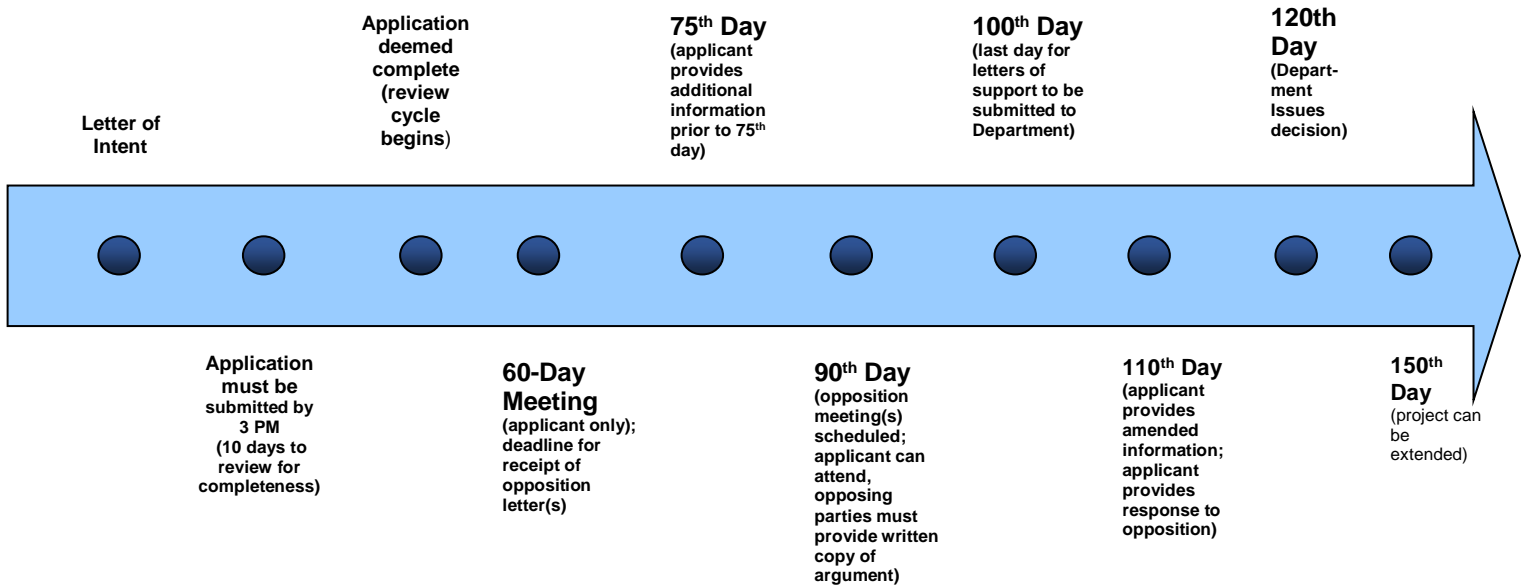 Letter of
Intent
Application
must be
submitted by
3 PM
(10 days to
review for
completeness)
Application
deemed
complete
(review
cycle
begins)
60-Day
Meeting
(applicant only);
deadline for
receipt of
opposition
letter(s)
75th Day
(applicant
provides
additional
information
prior to 75th
day)
90th Day
(opposition
meeting(s)
scheduled;
applicant can
attend,
opposing
parties must
provide written
copy of
argument)
100th Day
(last day for
letters of
support to be
submitted to
Department)
110th Day
(applicant
provides
amended
information;
applicant
provides
response to
opposition)
120th
Day
(Depart-
ment
Issues
decision)
150th
Day
(project can
be
extended)